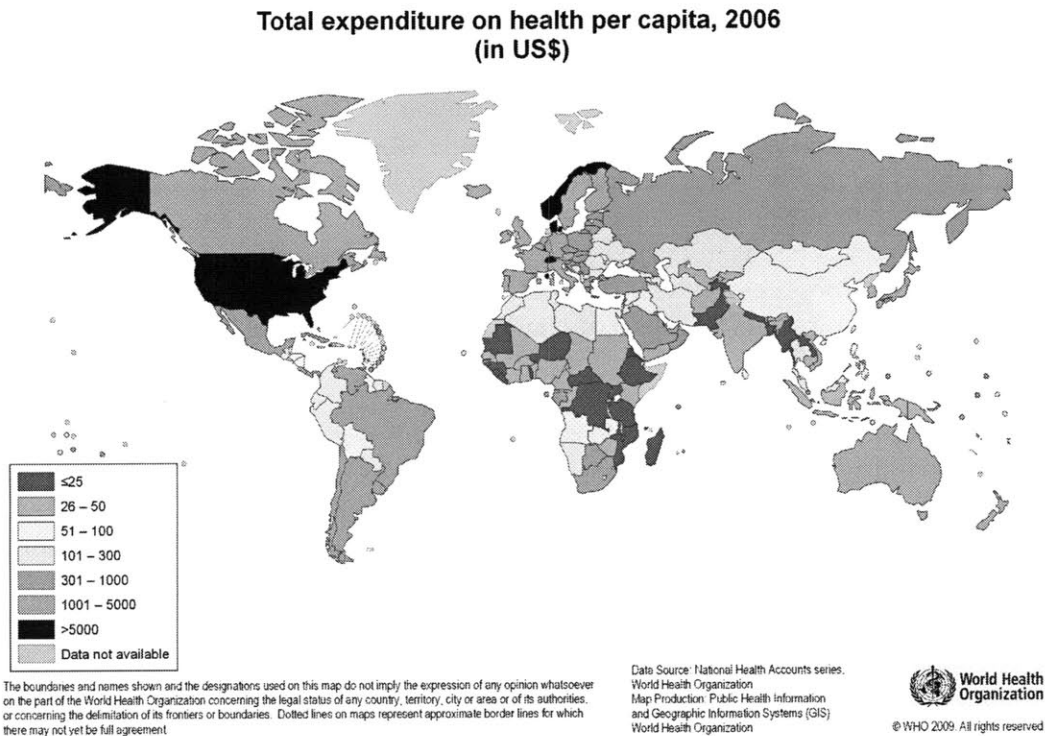 Total expenditure on health per capita, 2006
(in US$)
≤25
26 – 50
51 – 100
101 – 300
301 – 1000
1001 – 5000
>5000
Data not available
The boundaries and names shown and the designations used on this map do not imply the expression of any opinion whatsoever
on the part of the World Health Organization concerning the legal status of any country, territory, city or area or of its authorities,
or concerning the delimitation of its frontiers or boundaries. Dotted lines on maps represent approximate border lines for which
there may not yet be full agreement
Data Source: National Health Accounts series,
World Health Organization
Map Production: Public Health Information
and Geographic Information Systems (GIS)
World Health Organization
World Health
Organization
© WHO 2009. All rights reserved